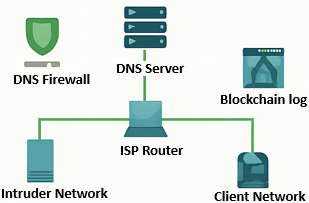 DNS Firewall
DNS Server
Blockchain log
ISP Router
Intruder Network
Client Network